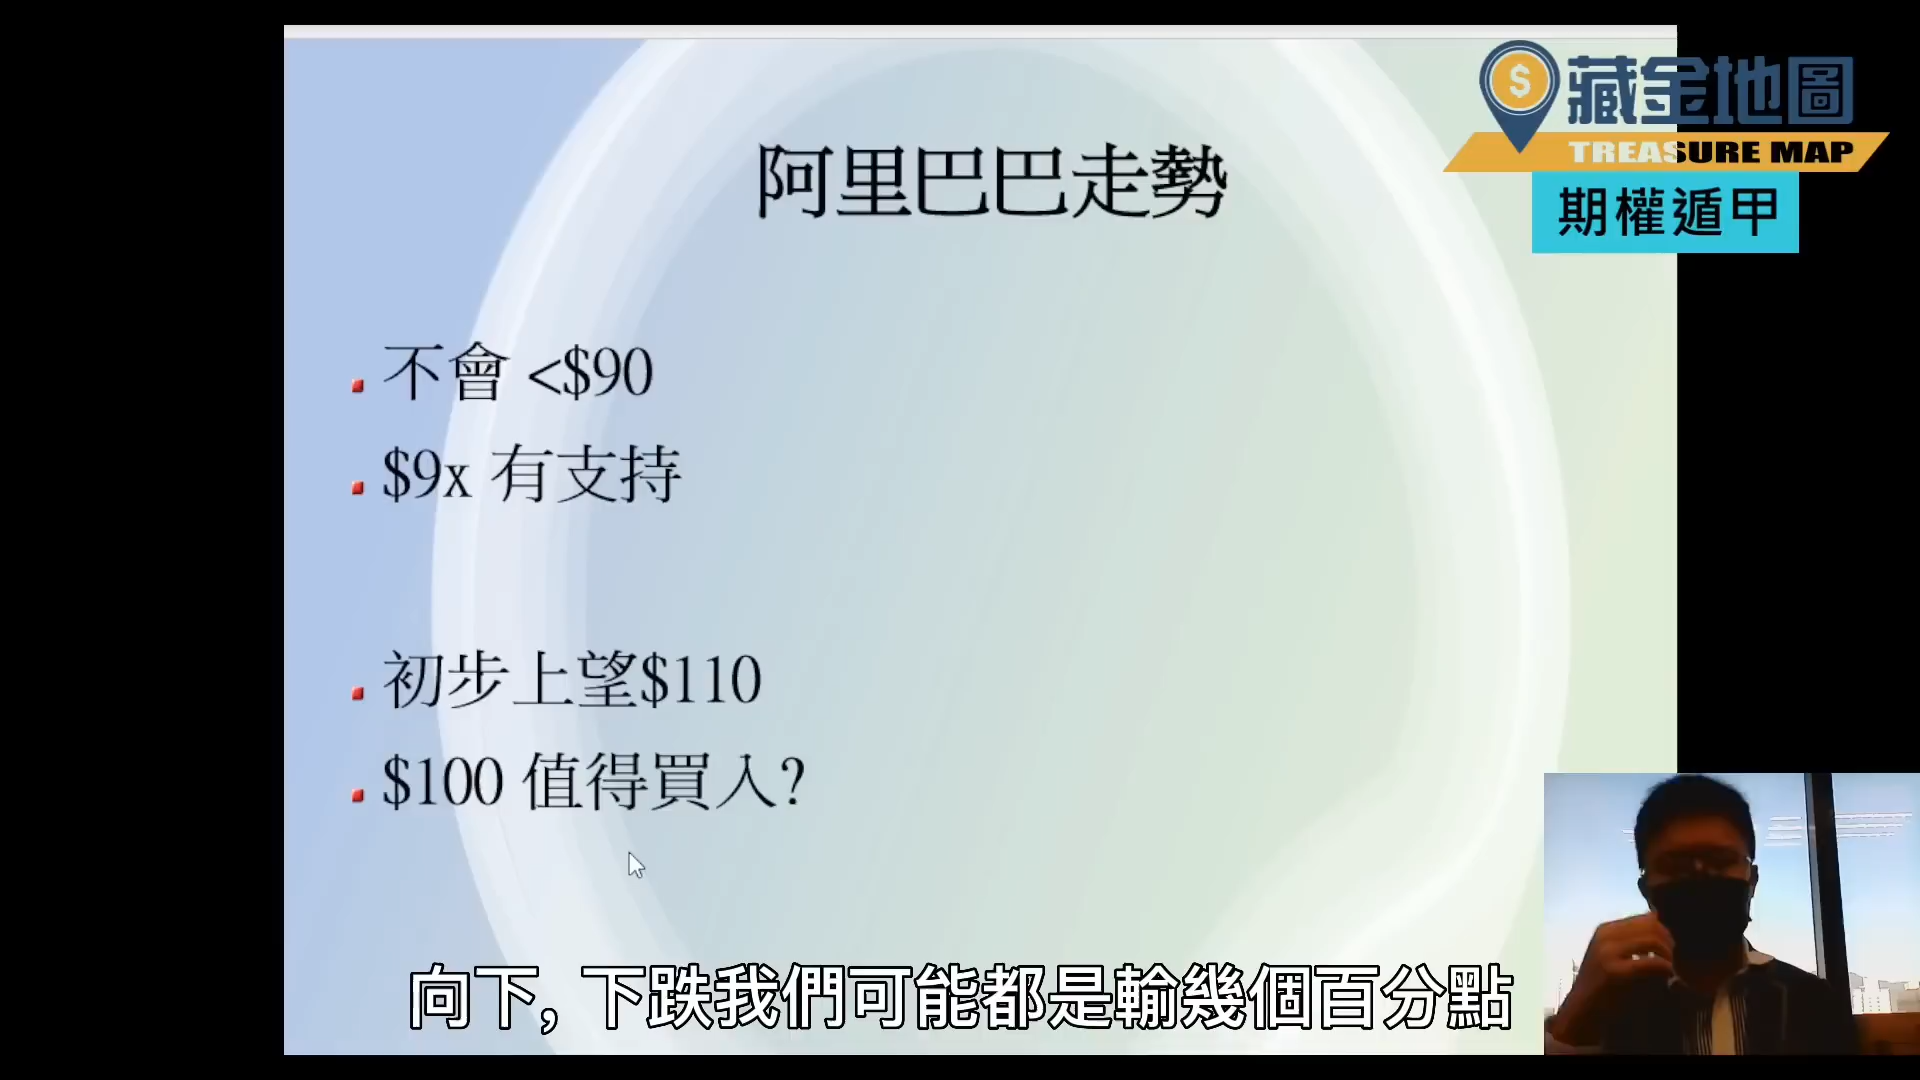 藏金地圖
TREASURE MAP
期權遁甲
阿里巴巴走勢
不會 <$90
$9x 有支持
初步上望$110
$100 值得買入?
向下, 下跌我們可能都是輸幾個百分點